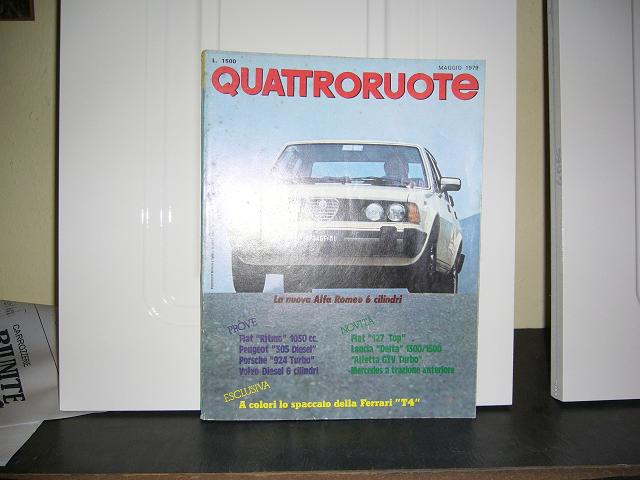 L. 1500
MAGGIO 1979
QUATTRORUOTE
La nuova Alfa Romeo 6 cilindri
PROVE
Fiat "Ritmo" 1050 cc.
Peugeot "305 Diesel"
Porsche "924 Turbo"
Volvo Diesel 6 cilindri
NOVITÀ
Fiat "127 Top"
Lancia "Delta" 1300/1500
"Alfetta GTV Turbo"
Mercedes a trazione anteriore
ESCLUSIVA
A colori lo spaccato della Ferrari "T4"
CARROZZERIE
RIUNITE